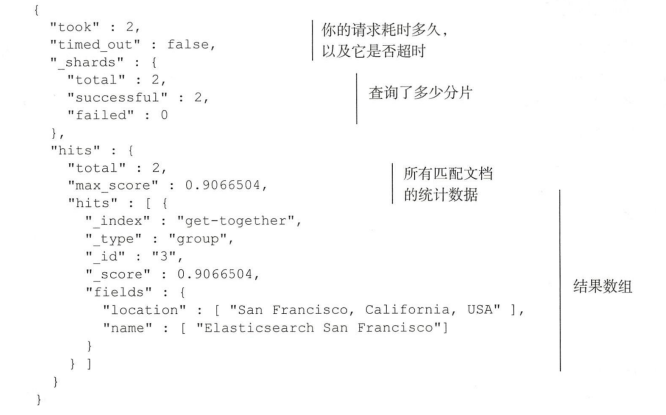 {
  "took" : 2,
  "timed_out" : false,
  "_shards" : {
    "total" : 2,
    "successful" : 2,
    "failed" : 0
  },
  "hits" : {
    "total" : 2,
    "max_score" : 0.9066504,
    "hits" : [ {
      "_index" : "get-together",
      "_type" : "group",
      "_id" : "3",
      "_score" : 0.9066504,
      "fields" : {
        "location" : [ "San Francisco, California, USA" ],
        "name" : [ "Elasticsearch San Francisco"]
      }
    } ]
  }
}
你的请求耗时多久，
以及它是否超时
查询了多少分片
所有匹配文档
的统计数据
结果数组